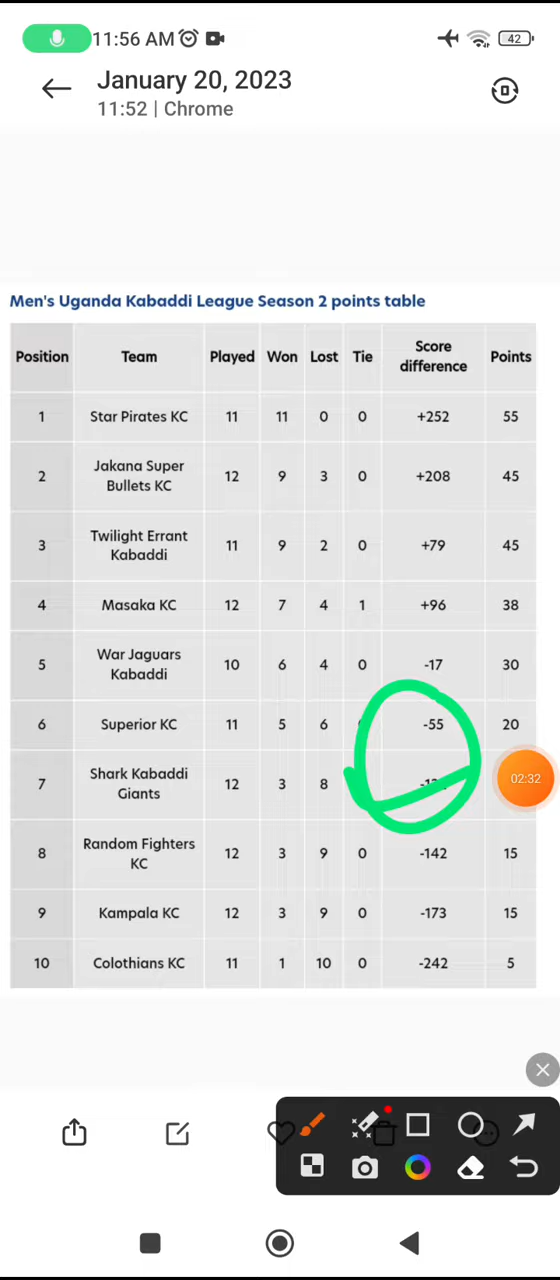 11:56 AM
42
January 20, 2023
11:52 | Chrome
Men's Uganda Kabaddi League Season 2 points table
Position Team Played Won Lost Tie Score difference Points
1 Star Pirates KC 11 11 0 0 +252 55
2 Jakana Super Bullets KC 12 9 3 0 +208 45
3 Twilight Errant Kabaddi 11 9 2 0 +79 45
4 Masaka KC 12 7 4 1 +96 38
5 War Jaguars Kabaddi 10 6 4 0 -17 30
6 Superior KC 11 5 6 -55 20
7 Shark Kabaddi Giants 12 3 8
02:32
8 Random Fighters KC 12 3 9 0 -142 15
9 Kampala KC 12 3 9 0 -173 15
10 Colothians KC 11 1 10 0 -242 5